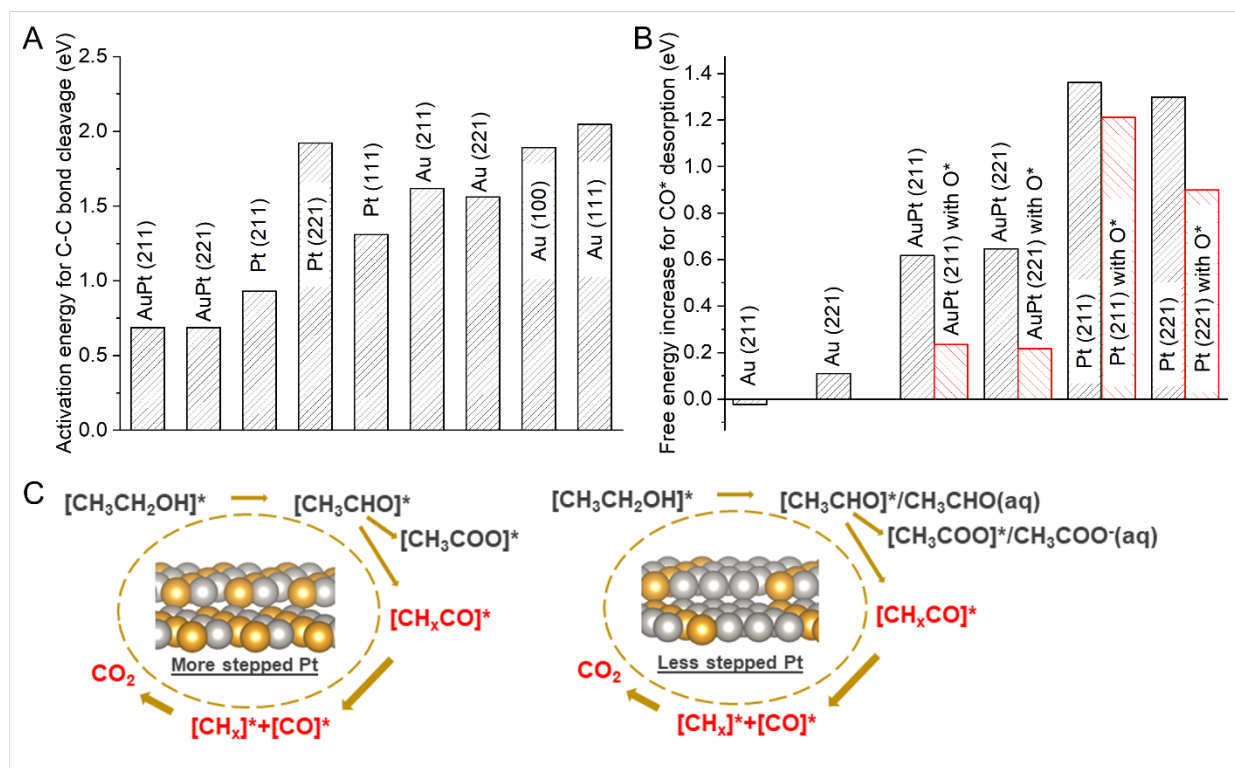 A
Activation energy for C-C bond cleavage (eV)
2.5
2.0
1.5
1.0
0.5
0.0
AuPt (211)
AuPt (221)
Pt (211)
Pt (221)
Pt (111)
Au (211)
Au (221)
Au (100)
Au (111)
B
Free energy increase for CO* desorption (eV)
1.4
1.2
1.0
0.8
0.6
0.4
0.2
0.0
Au (211)
Au (221)
AuPt (211)
AuPt (211) with O*
AuPt (221)
AuPt (221) with O*
Pt (211)
Pt (211) with O*
Pt (221)
Pt (221) with O*
C
[CH₃CH₂OH]*
[CH₃CHO]*
[CH₃COO]*
[CHₓCO]*
More stepped Pt
CO₂
[CHₓ]*+[CO]*
[CH₃CH₂OH]*
[CH₃CHO]*/CH₃CHO(aq)
[CH₃COO]*/CH₃COO⁻(aq)
[CHₓCO]*
Less stepped Pt
CO₂
[CHₓ]*+[CO]*